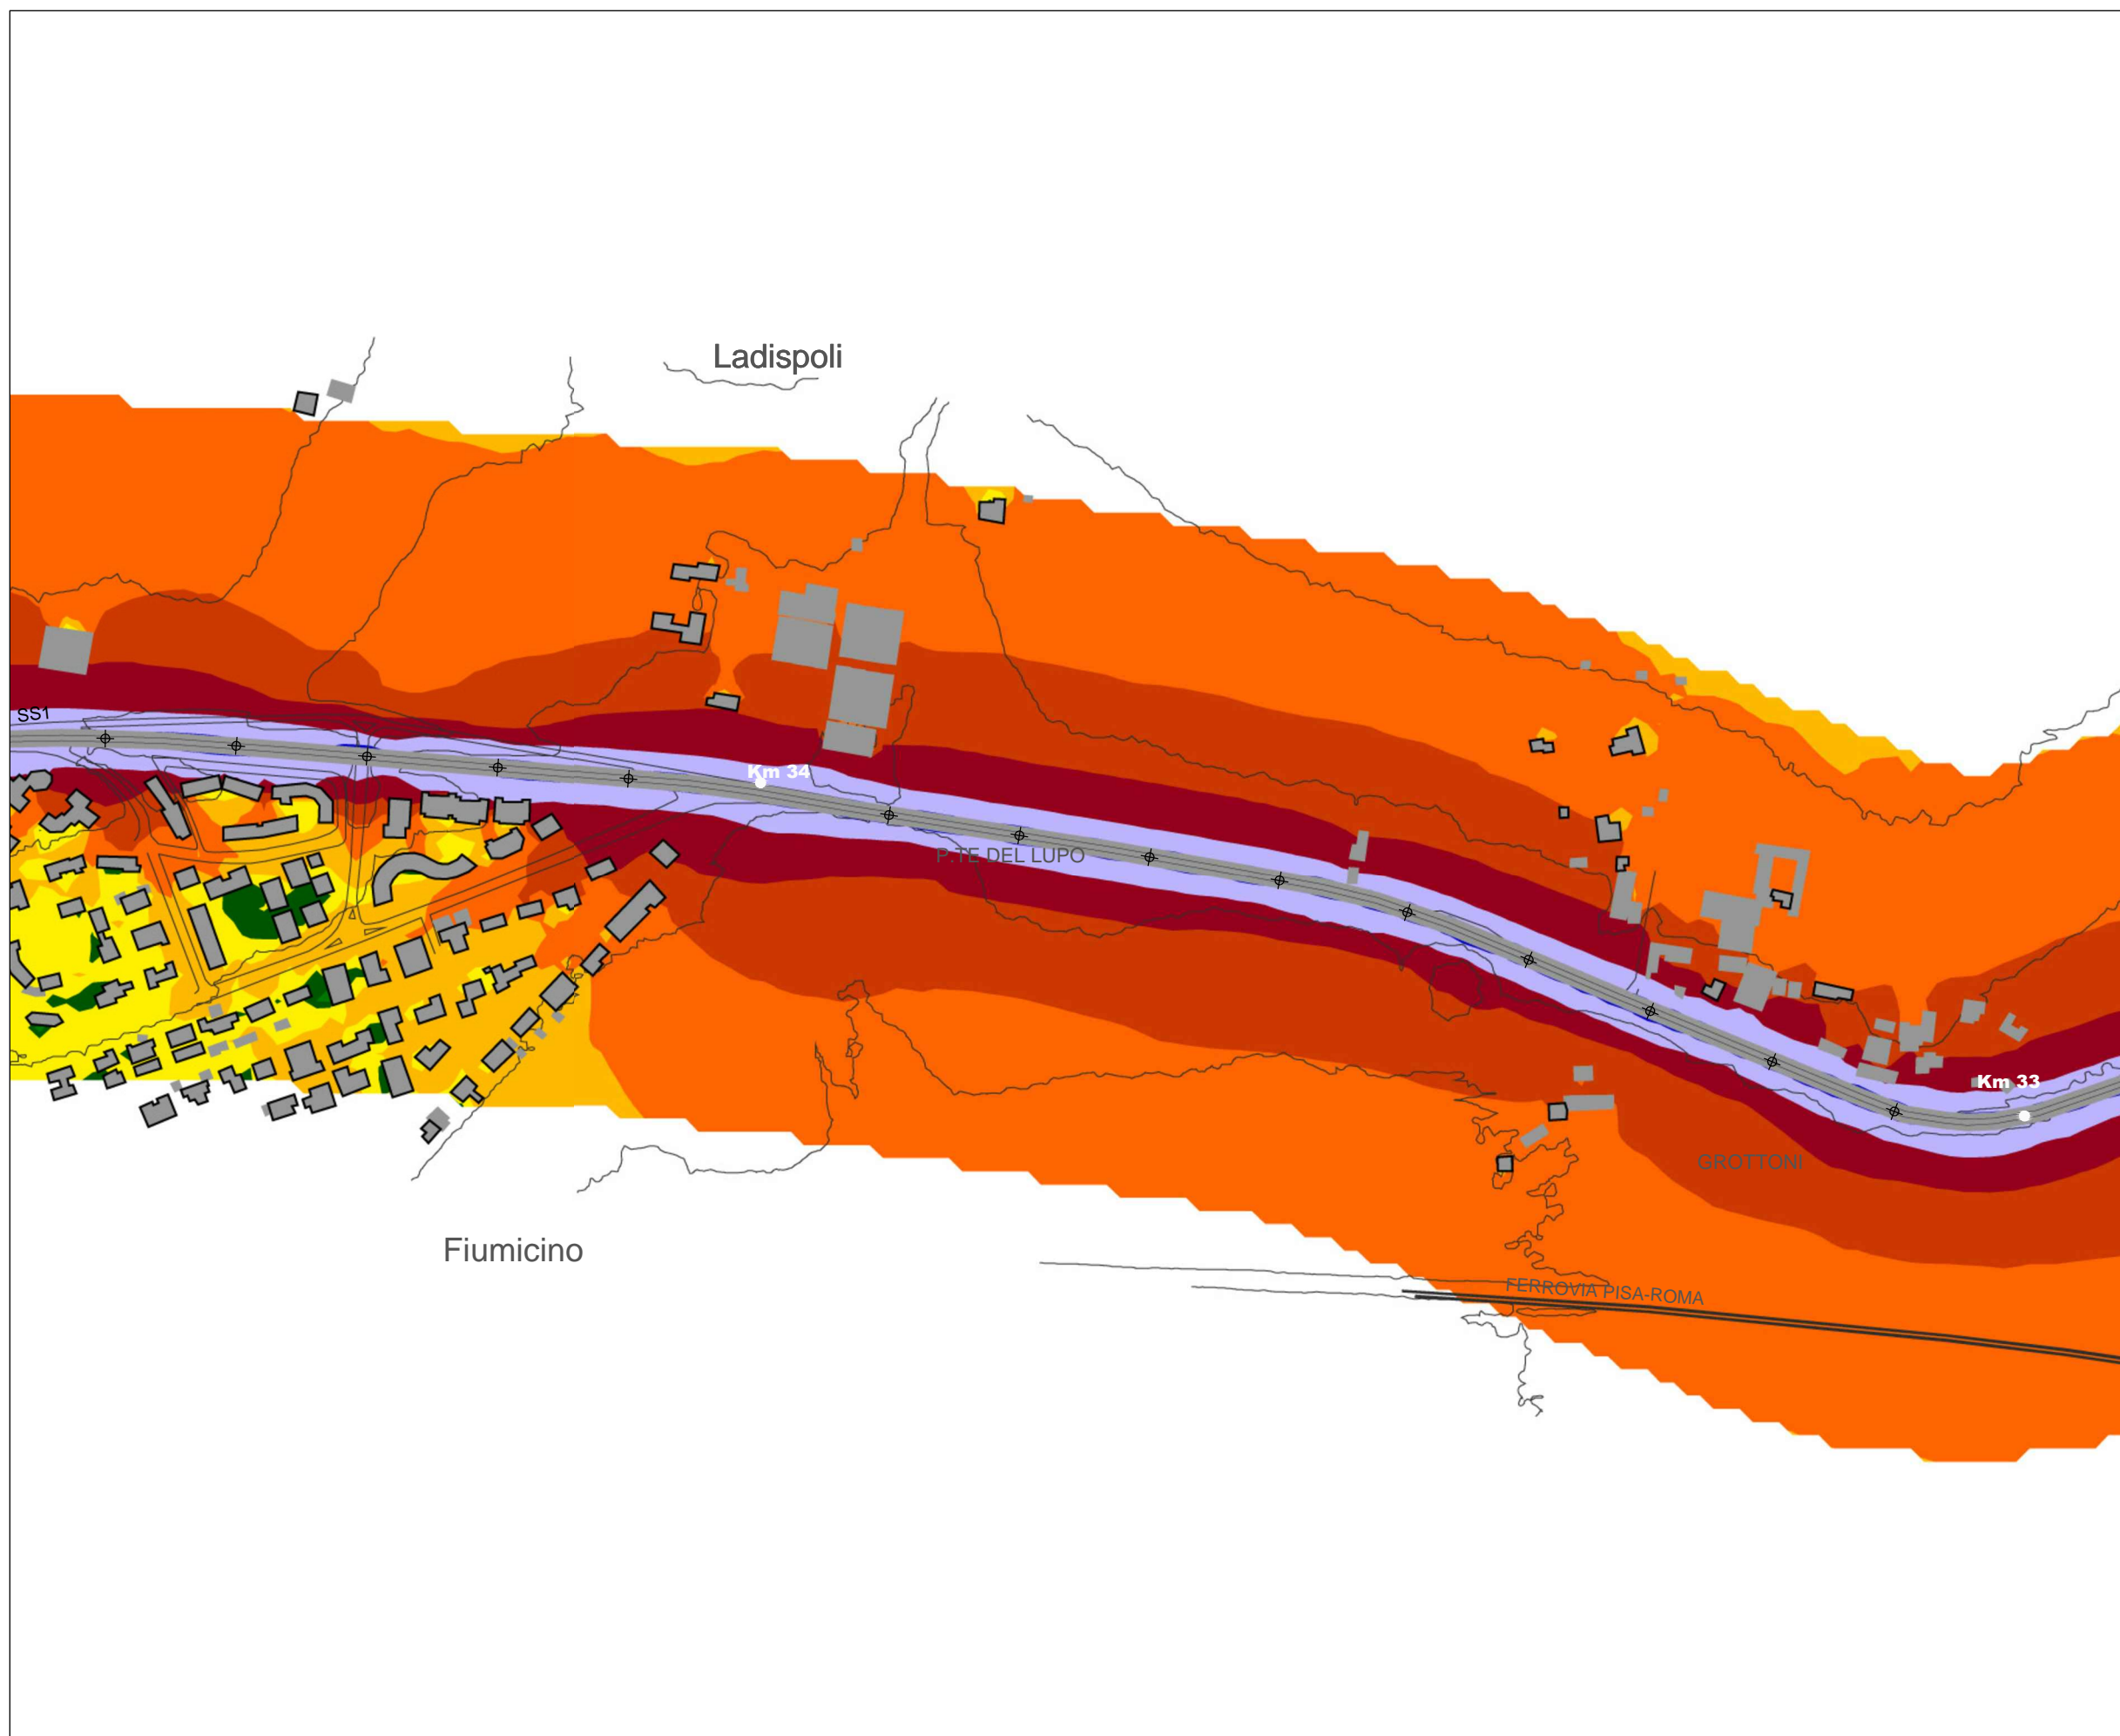 Ladispoli
SS1
Km 34
P.TE DEL LUPO
Km 33
GROTTONI
Fiumicino
FERROVIA PISA-ROMA